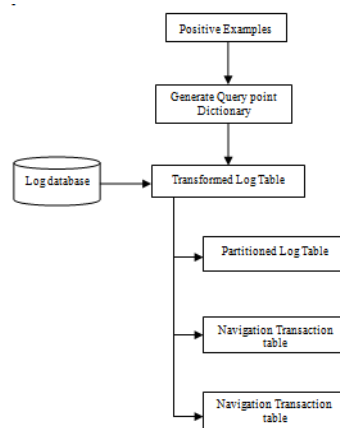 Positive Examples
Generate Query point
Dictionary
Log database
Transformed Log Table
Partitioned Log Table
Navigation Transaction
table
Navigation Transaction
table